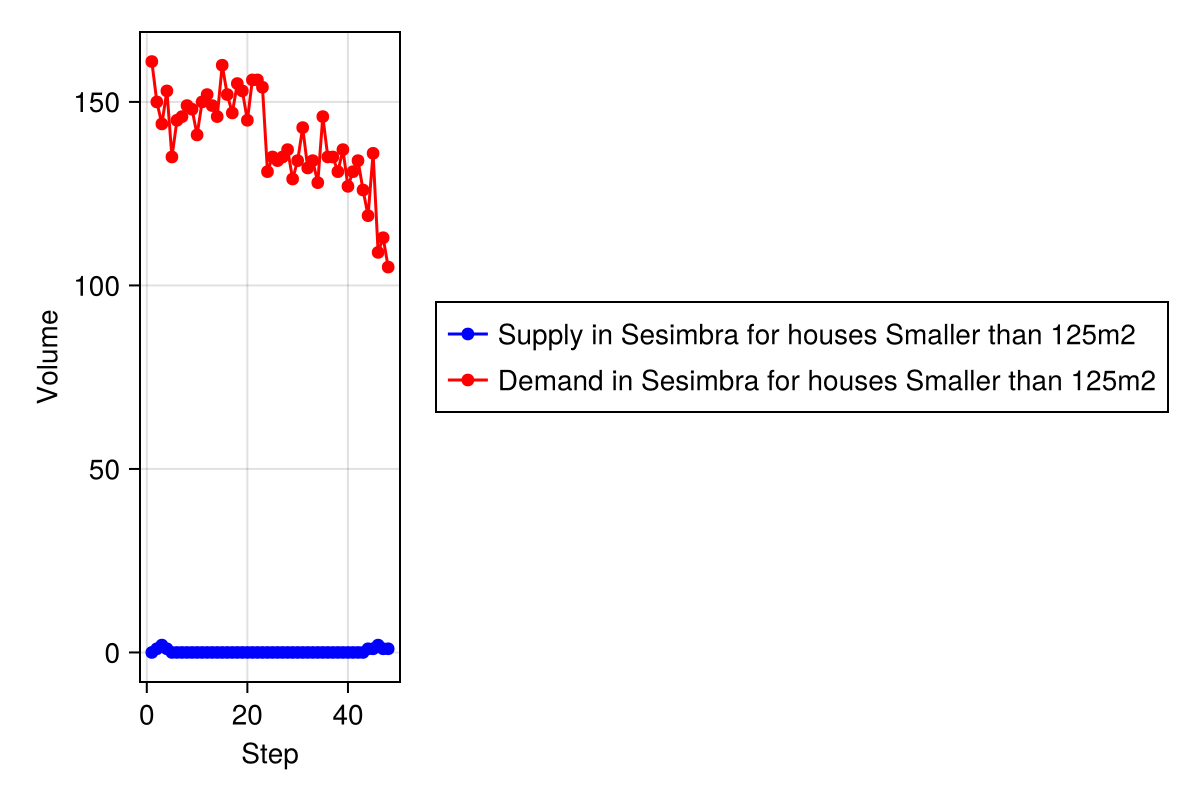 Volume
150
100
50
0
0 20 40
Step
Supply in Sesimbra for houses Smaller than 125m2
Demand in Sesimbra for houses Smaller than 125m2